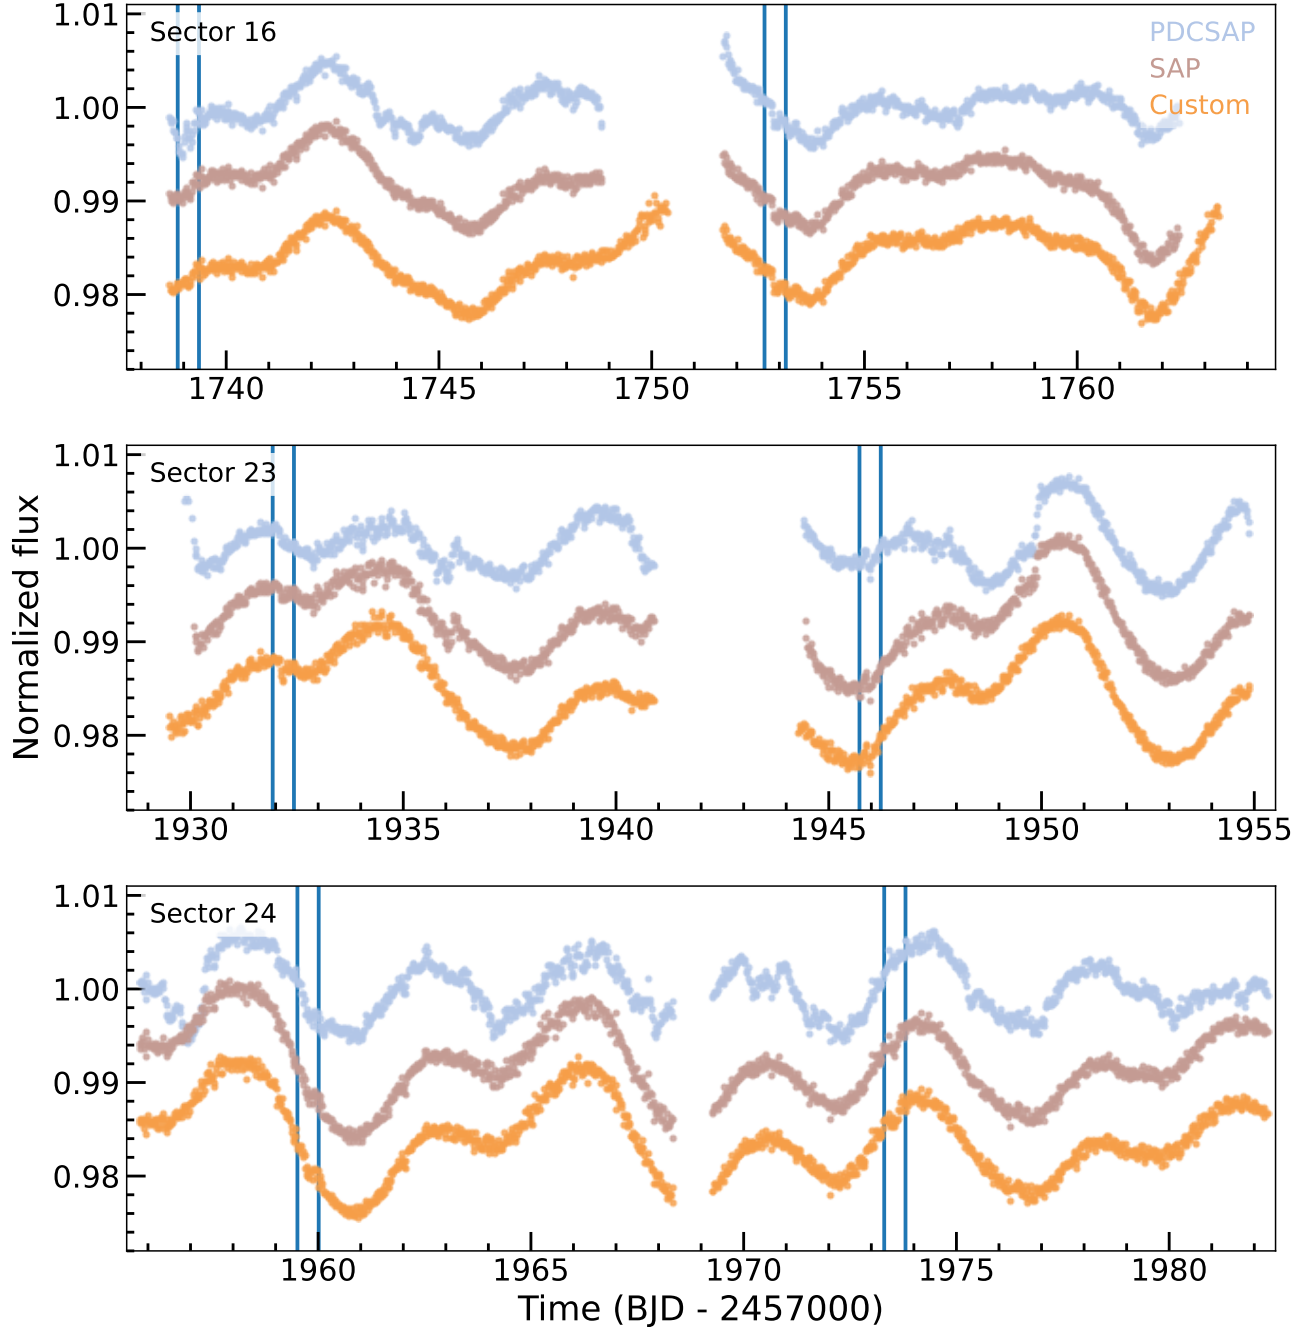 1.01
Sector 16
PDCSAP
SAP
1.00
Custom
0.99
0.98
1740 1745 1750 1755 1760
1.01
Sector 23
1.00
0.99
0.98
Normalized flux
1930 1935 1940 1945 1950 1955
1.01
Sector 24
1.00
0.99
0.98
1960 1965 1970 1975 1980
Time (BJD - 2457000)